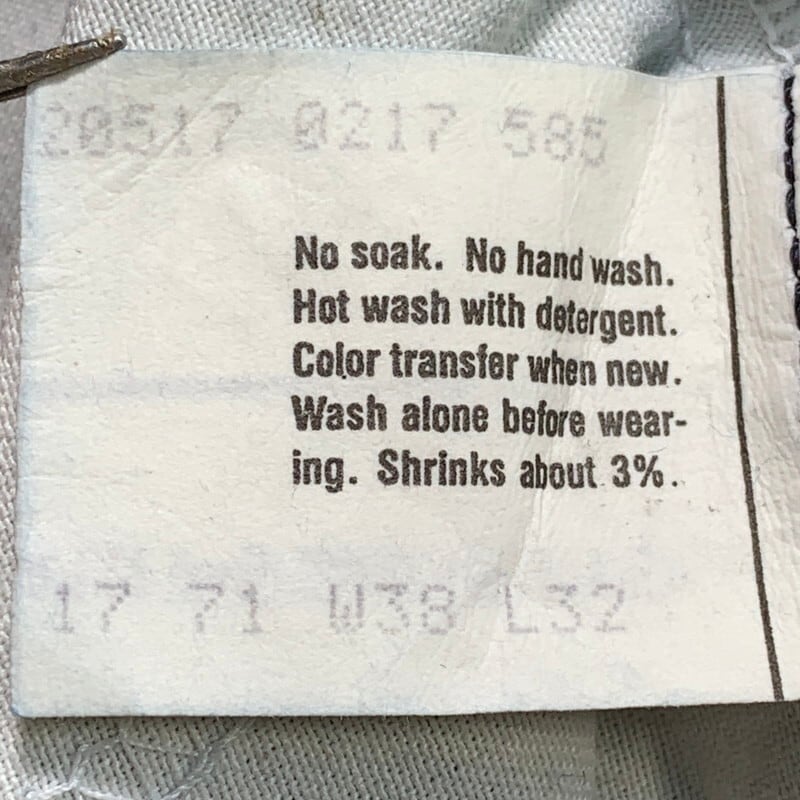 20517 0217 585
No soak. No hand wash.
Hot wash with detergent.
Color transfer when new.
Wash alone before wear-
ing. Shrinks about 3%.
17 71 W38 L32